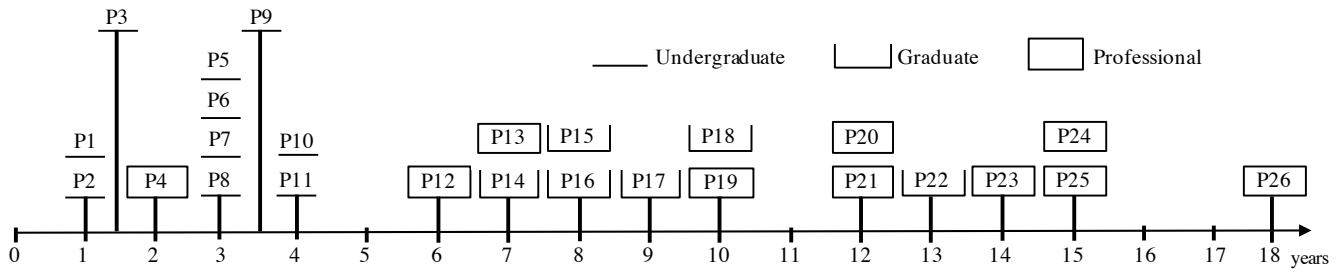 P3 P9
P5 Undergraduate Graduate Professional
P6
P1 P7 P10 P13 P15 P18 P20 P24
P2 P4 P8 P11 P12 P14 P16 P17 P19 P21 P22 P23 P25 P26
0 1 2 3 4 5 6 7 8 9 10 11 12 13 14 15 16 17 18 years